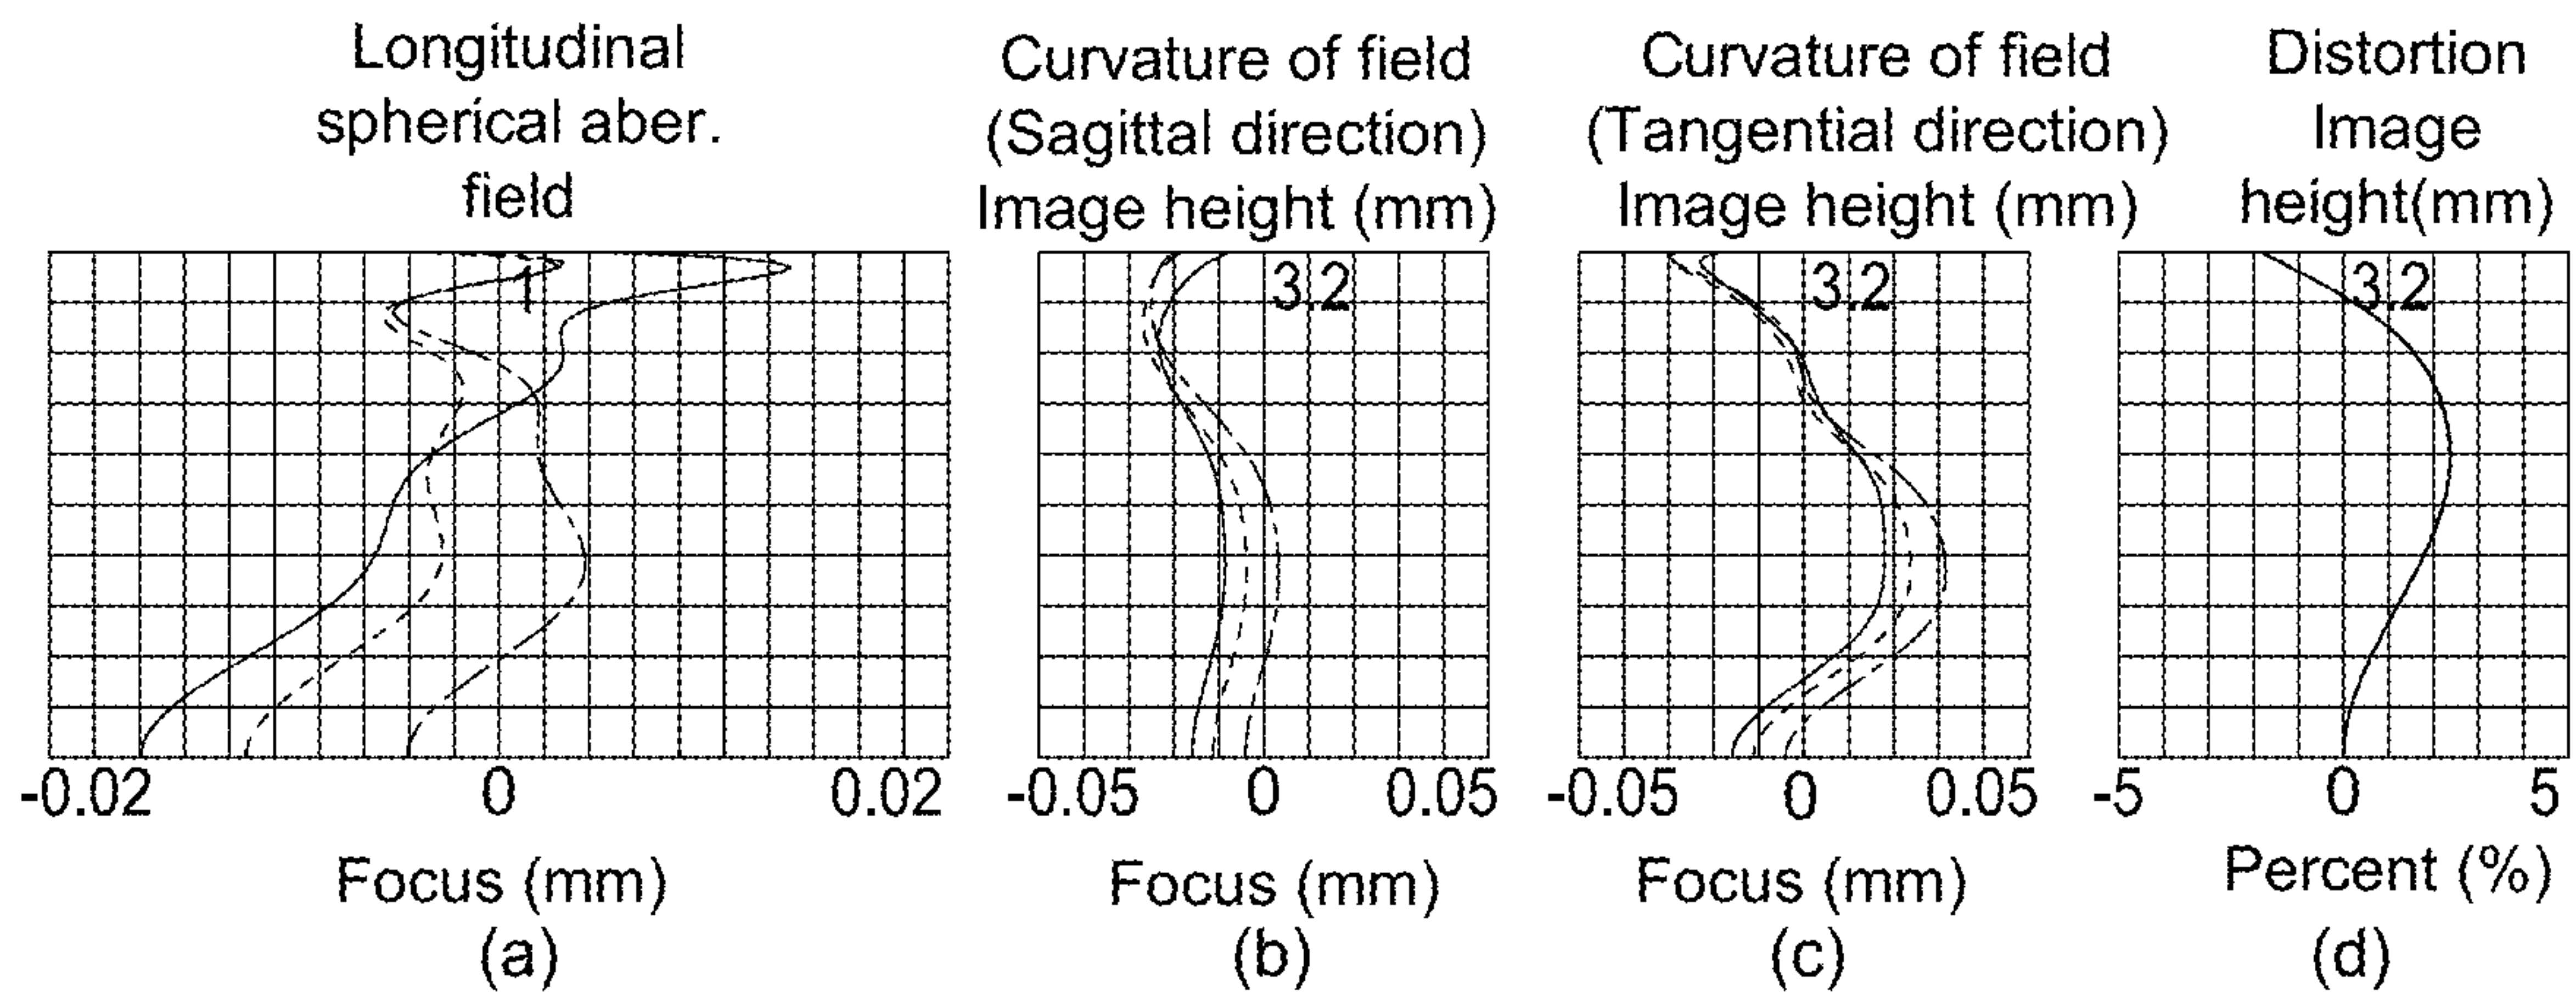 Longitudinal
spherical aber.
field
1
-0.02 0 0.02
Focus (mm)
(a)
Curvature of field
(Sagittal direction)
Image height (mm)
3.2
-0.05 0 0.05
Focus (mm)
(b)
Curvature of field
(Tangential direction)
Image height (mm)
3.2
-0.05 0 0.05
Focus (mm)
(c)
Distortion
Image
height(mm)
3.2
-5 0 5
Percent (%)
(d)